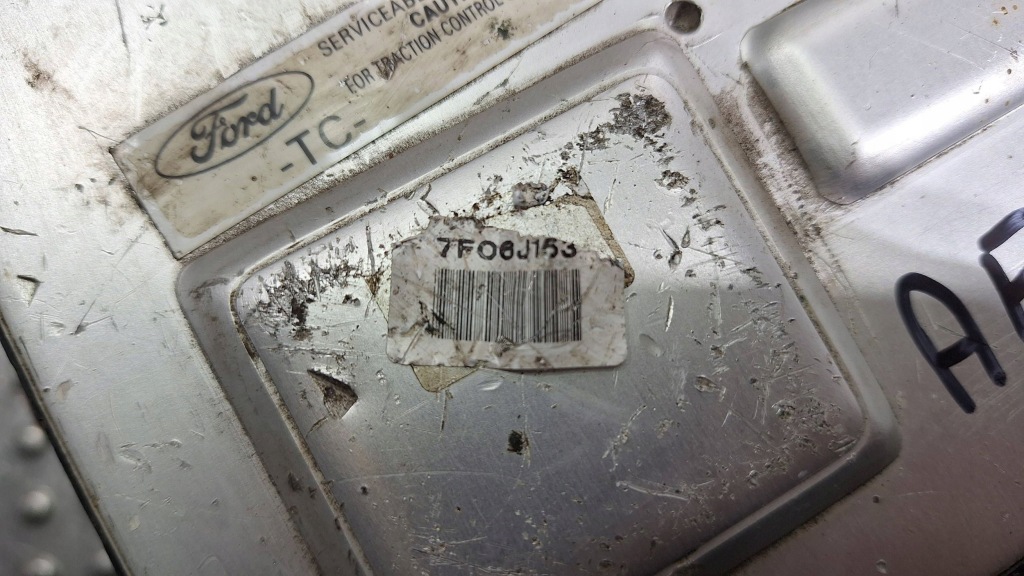 SERVICEAB
CAUT
FOR TRACTION CONTROL
Ford
-TC-
7F06J153
A